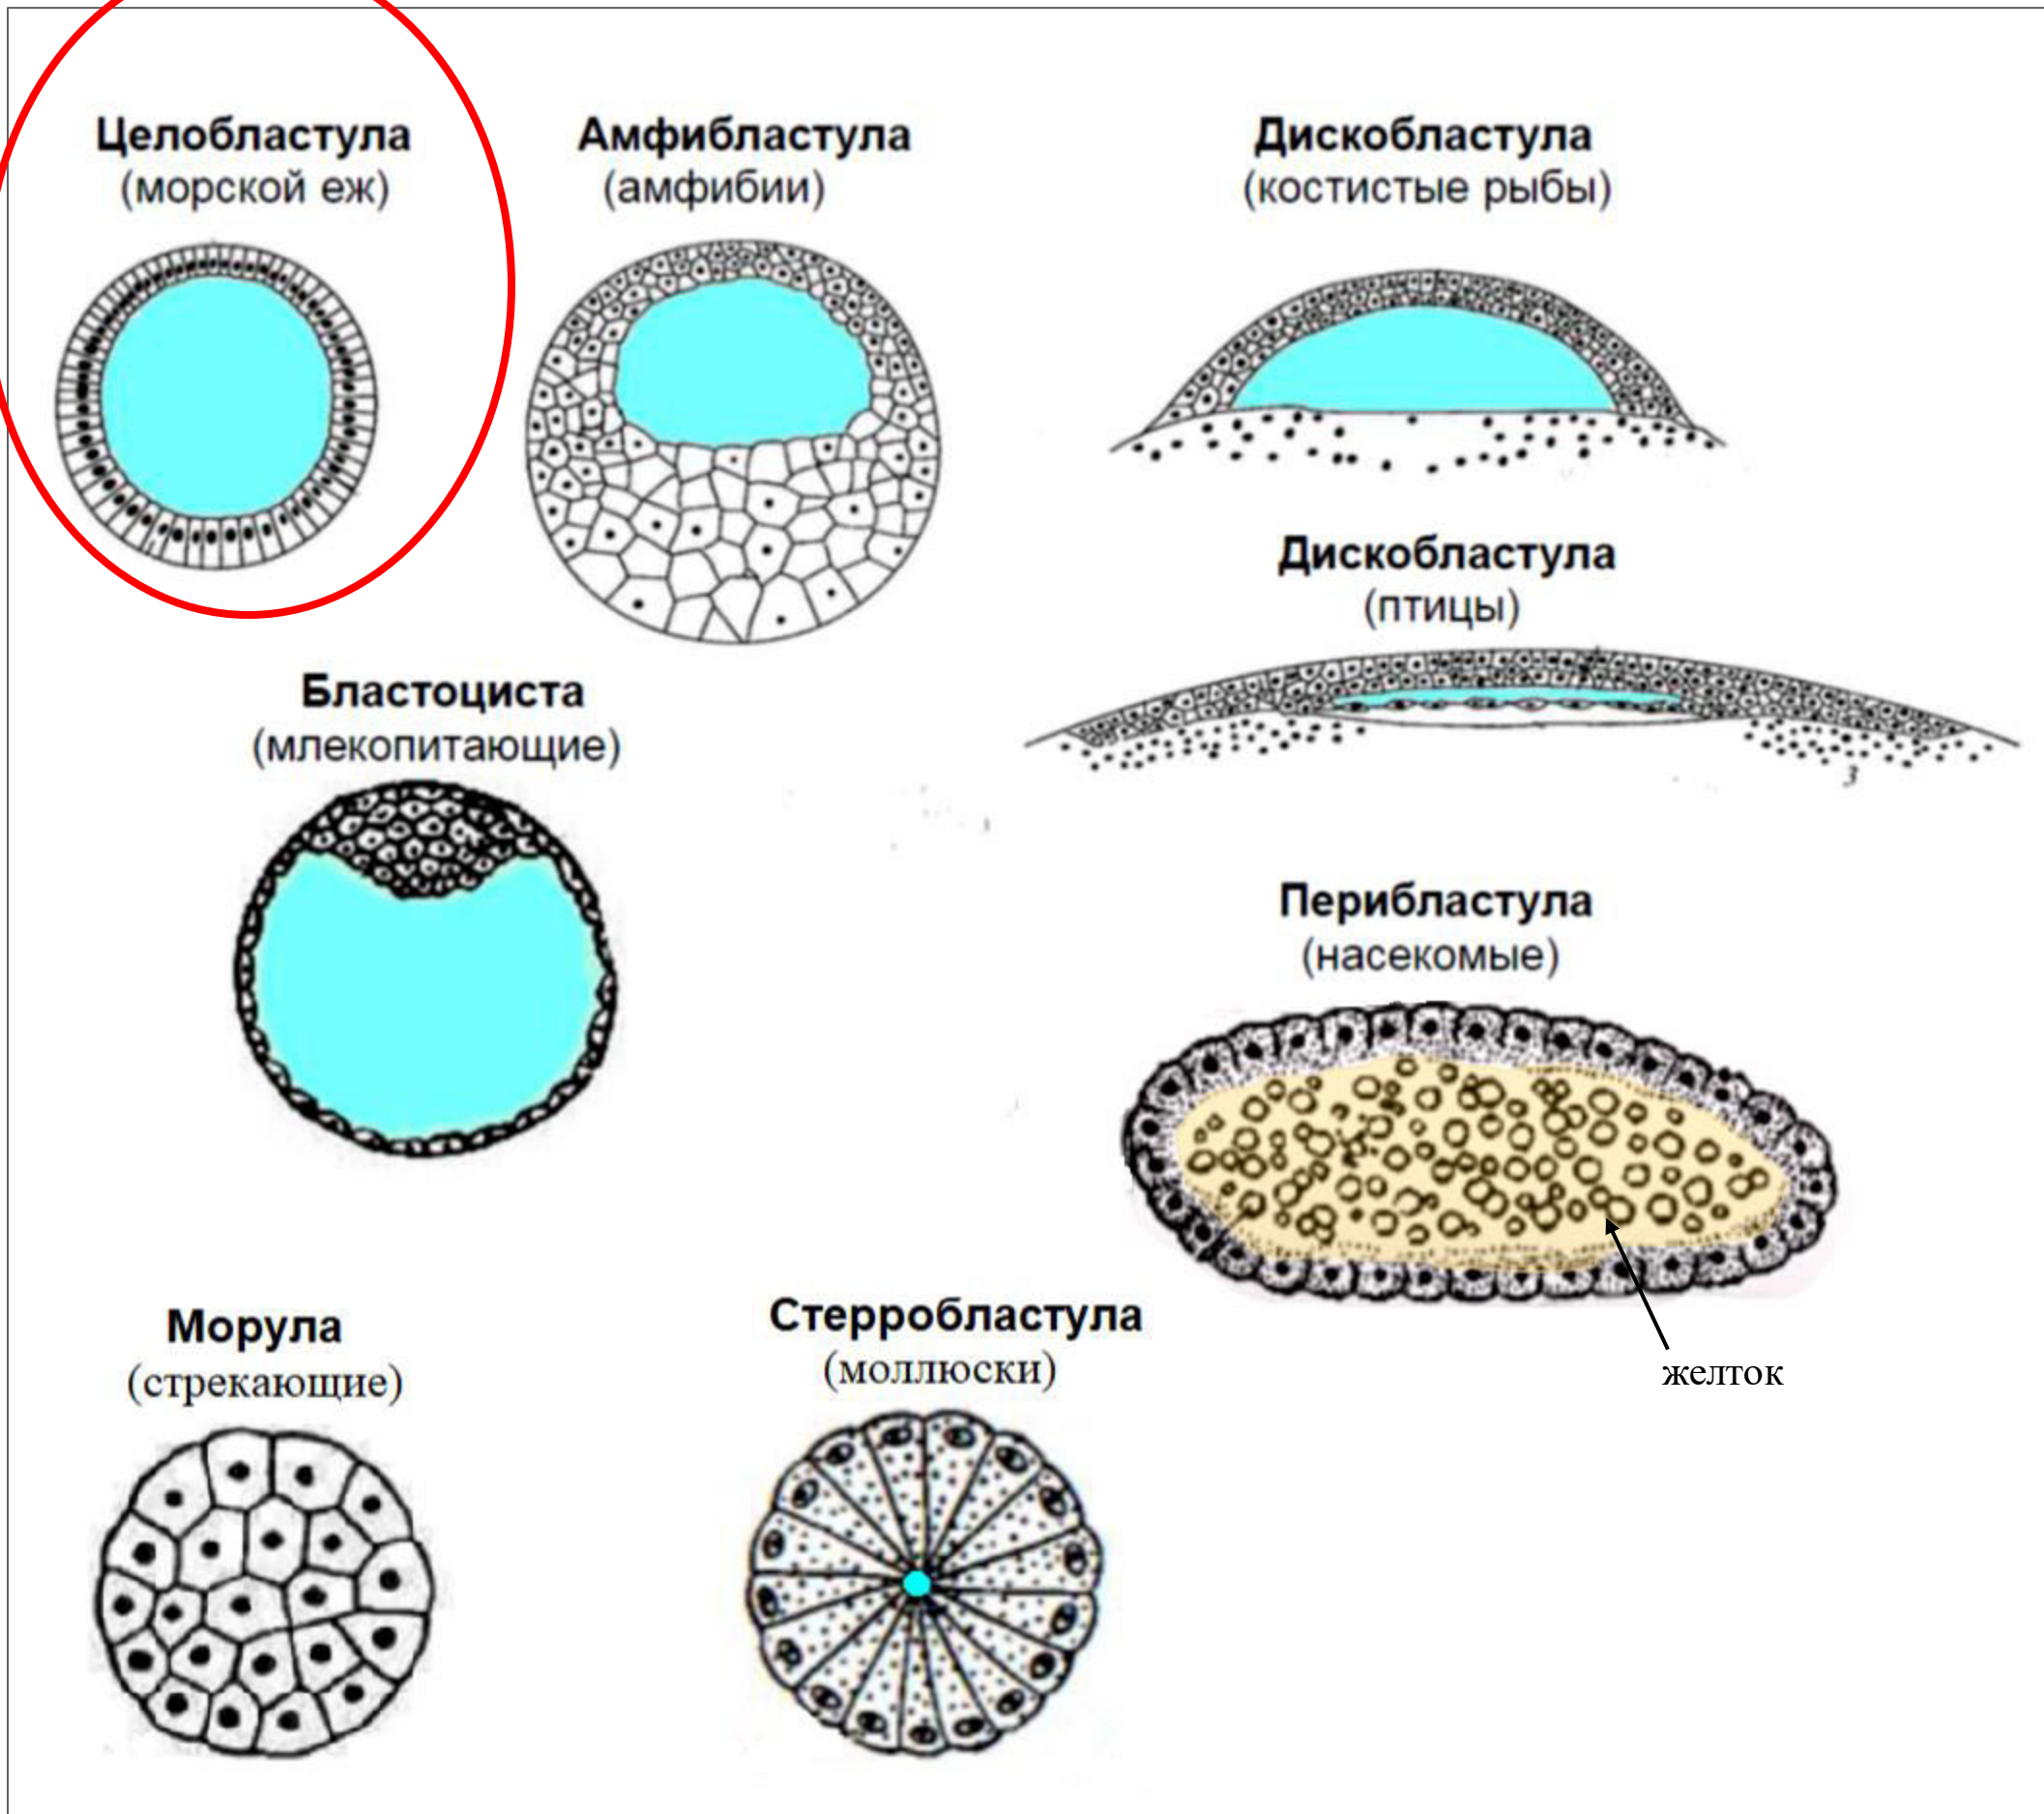 Целобластула
(морской еж)
Амфибластула
(амфибии)
Дискобластула
(костистые рыбы)
Дискобластула
(птицы)
Бластоциста
(млекопитающие)
3
Перибластула
(насекомые)
желток
Морула
(стрекающие)
Стерробластула
(моллюски)